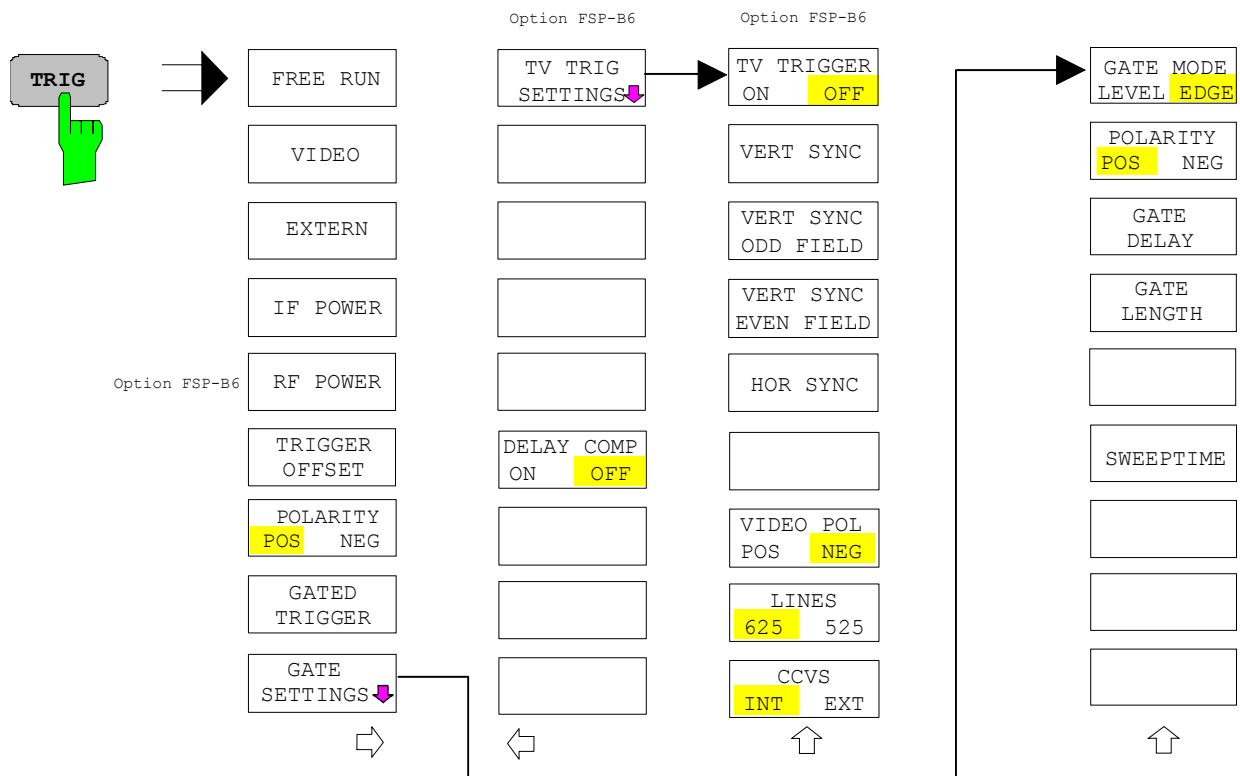 Option FSP-B6
Option FSP-B6
TRIG
FREE RUN
VIDEO
EXTERN
IF POWER
Option FSP-B6
RF POWER
TRIGGER
OFFSET
POLARITY
POS NEG
GATED
TRIGGER
GATE
SETTINGS
TV TRIG
SETTINGS
DELAY COMP
ON OFF
TV TRIGGER
ON OFF
VERT SYNC
VERT SYNC
ODD FIELD
VERT SYNC
EVEN FIELD
HOR SYNC
VIDEO POL
POS NEG
LINES
625 525
CCVS
INT EXT
GATE MODE
LEVEL EDGE
POLARITY
POS NEG
GATE
DELAY
GATE
LENGTH
SWEEPTIME